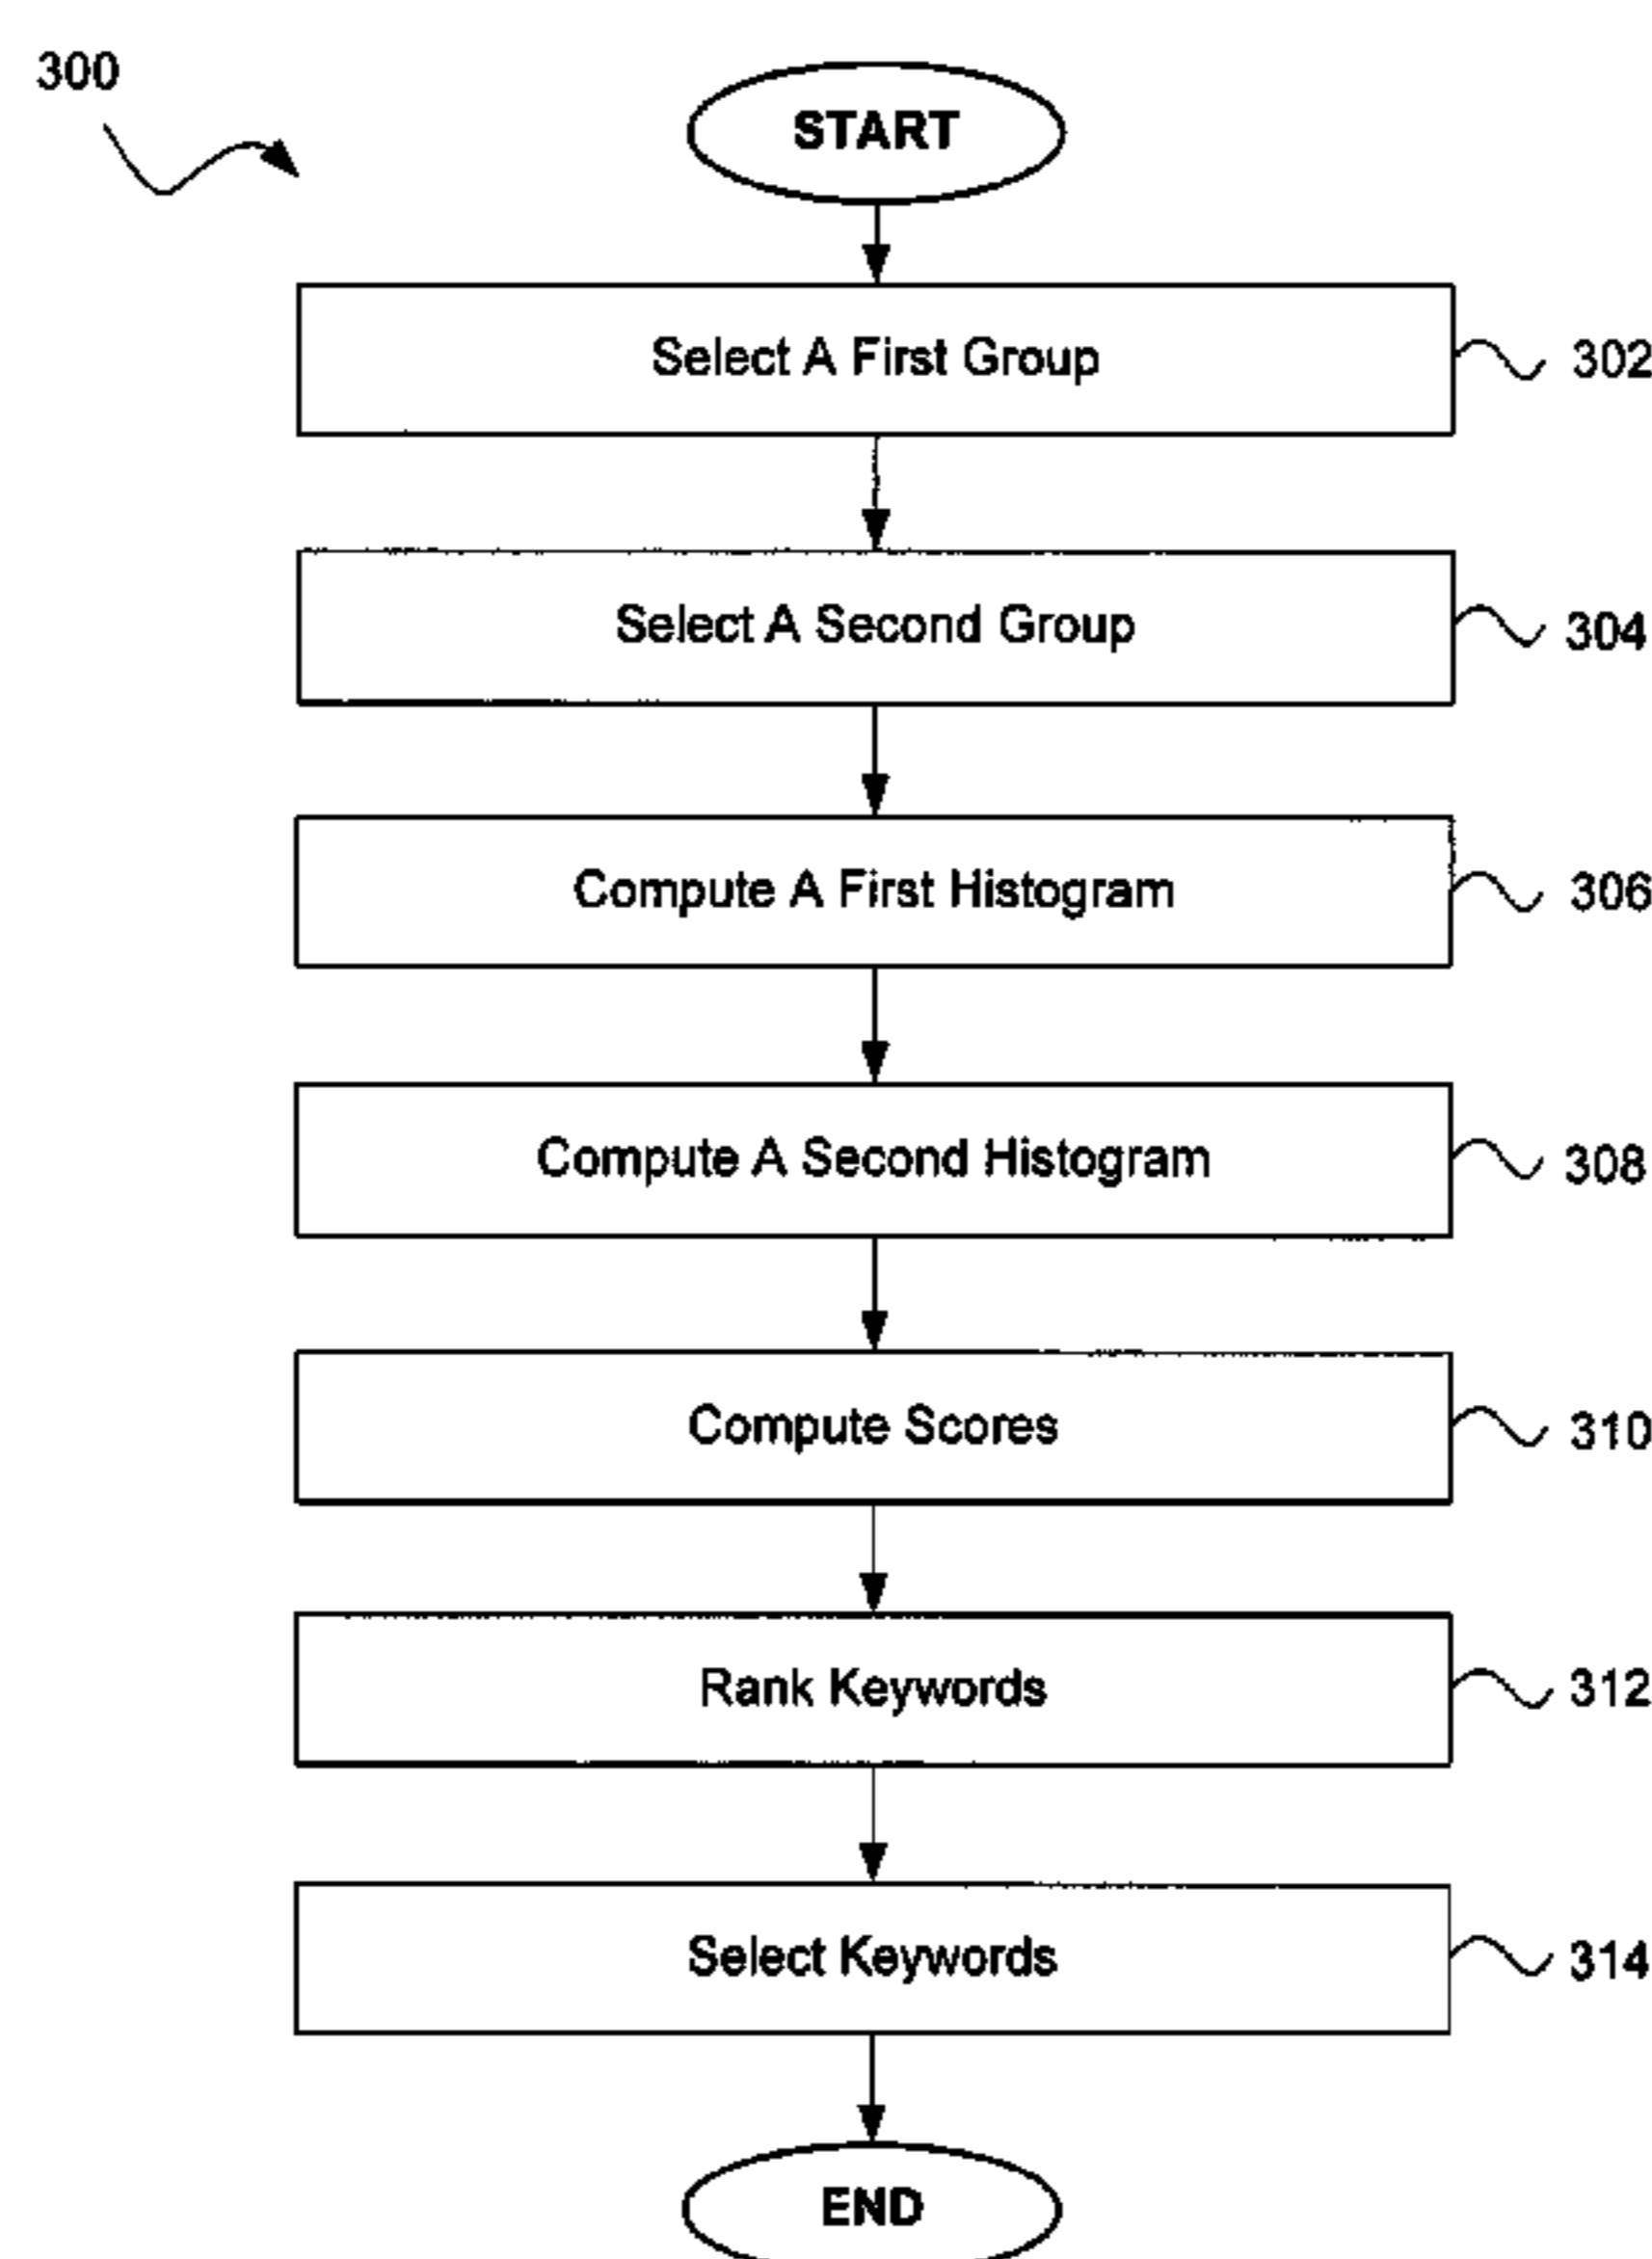 300
START
Select A First Group
302
Select A Second Group
304
Compute A First Histogram
306
Compute A Second Histogram
308
Compute Scores
310
Rank Keywords
312
Select Keywords
314
END